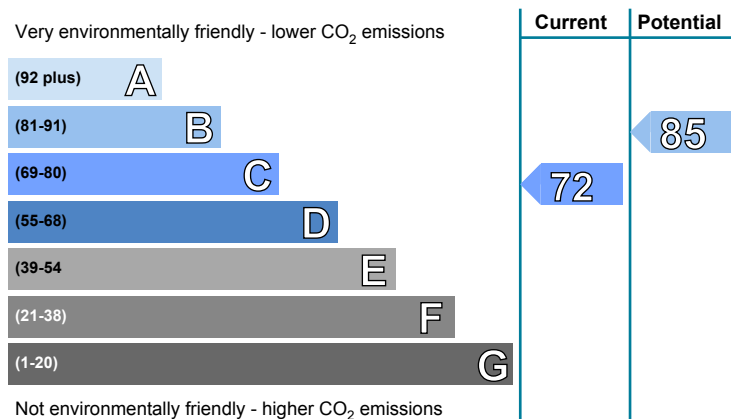 Very environmentally friendly - lower CO₂ emissions
Current
Potential
(92 plus) A
(81-91) B
85
(69-80) C
72
(55-68) D
(39-54 E
(21-38) F
(1-20) G
Not environmentally friendly - higher CO₂ emissions